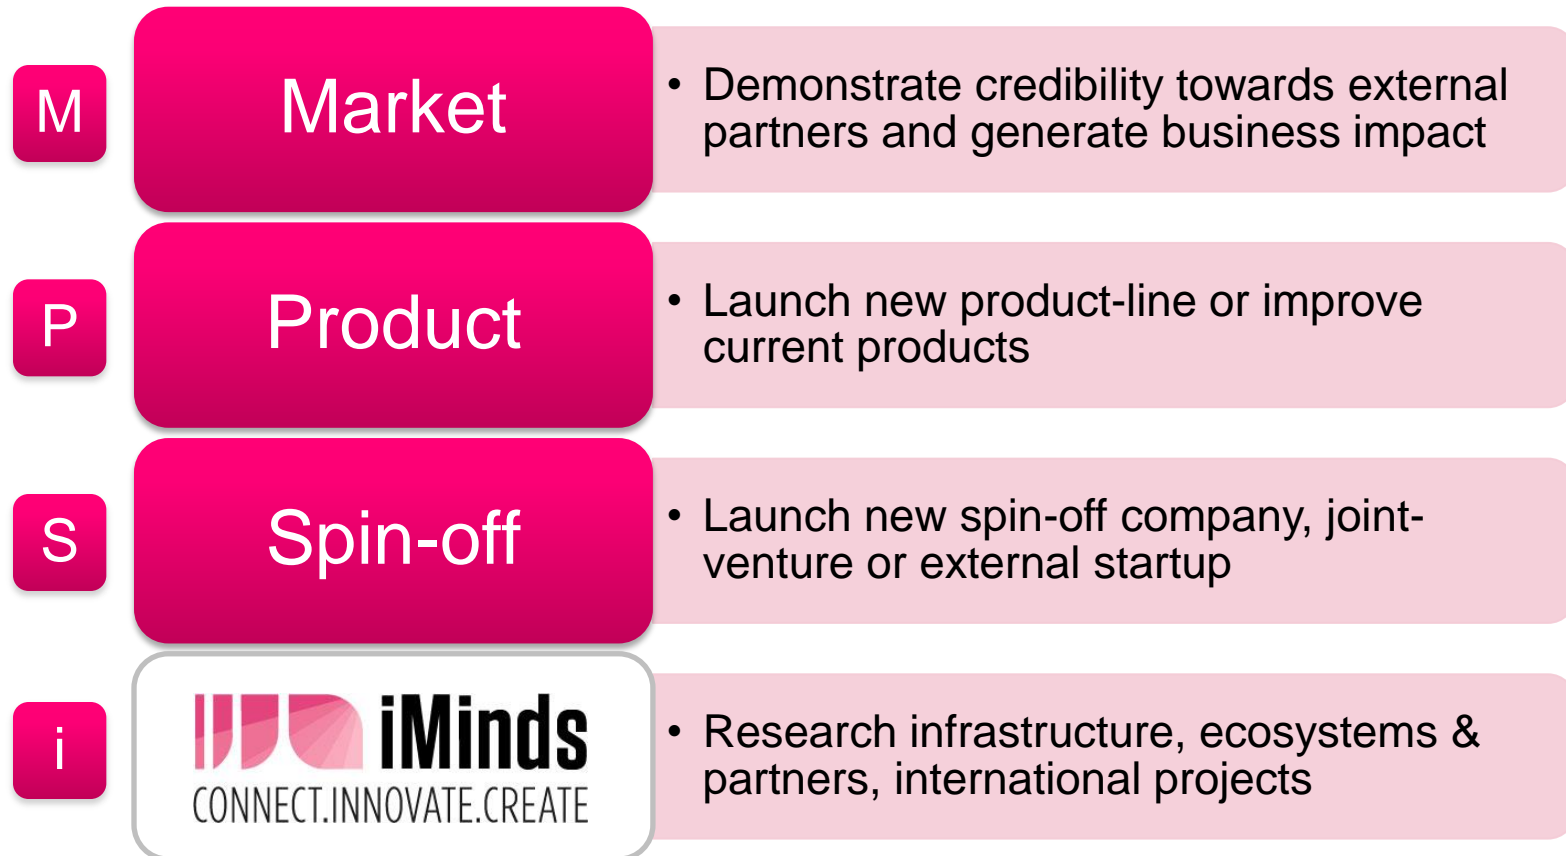 M
Market
• Demonstrate credibility towards external
partners and generate business impact
P
Product
• Launch new product-line or improve
current products
S
Spin-off
• Launch new spin-off company, joint-
venture or external startup
i
iMinds
CONNECT.INNOVATE.CREATE
• Research infrastructure, ecosystems &
partners, international projects